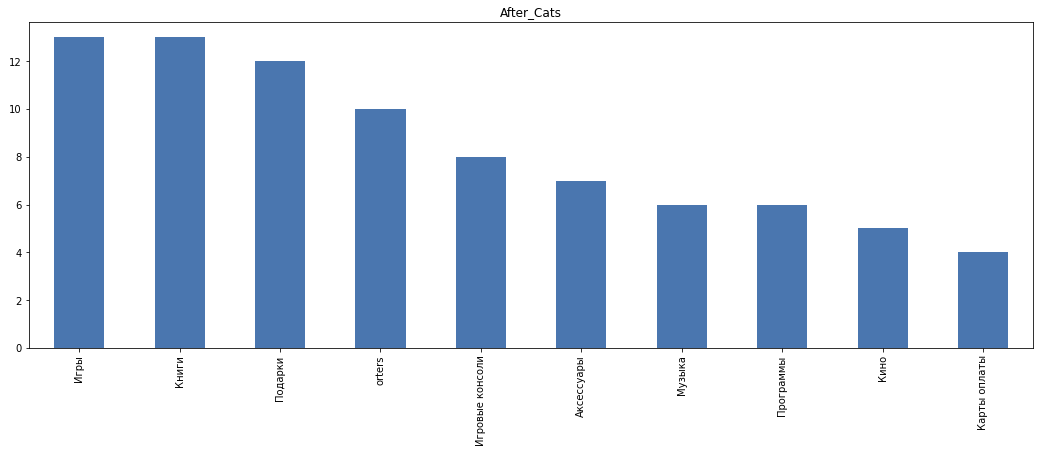 After_Cats
12
10
8
6
4
2
0
Игры
Книги
Подарки
orters
Игровые консоли
Аксессуары
Музыка
Программы
Кино
Карты оплаты